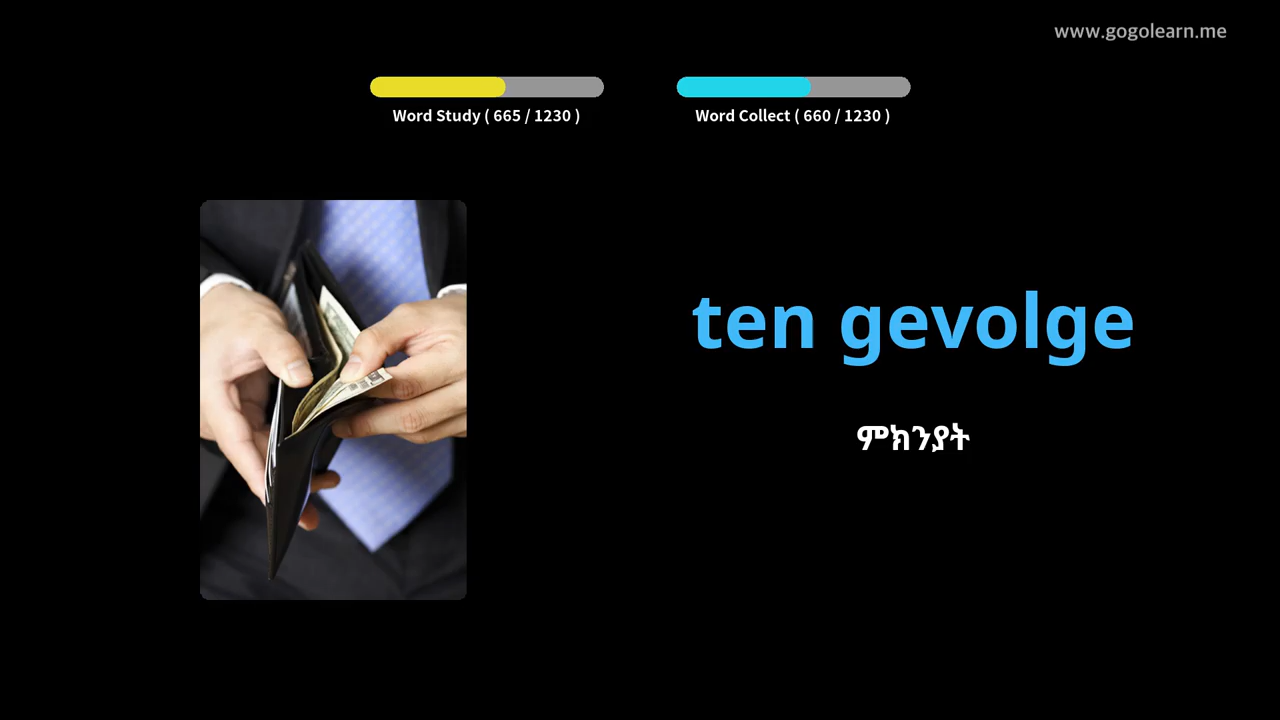 www.gogolearn.me
Word Study ( 665 / 1230 )
Word Collect ( 660 / 1230 )
ten gevolge
ምክንያት